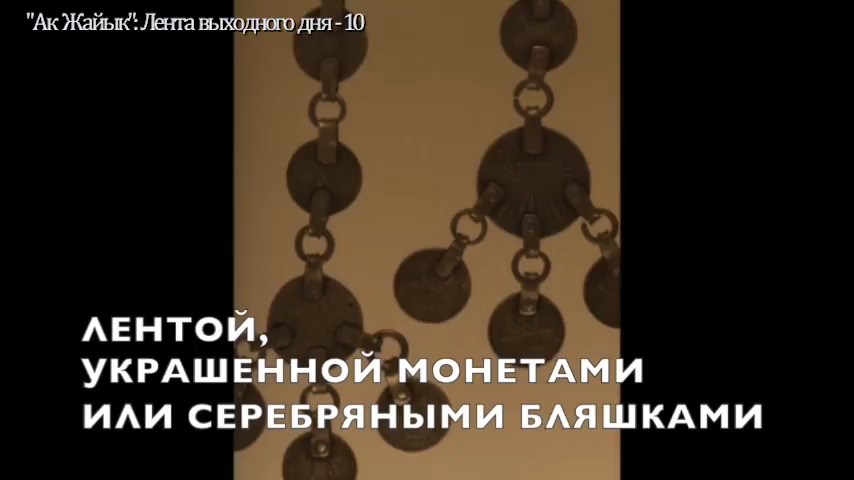 "Ак Жайык": Лента выходного дня - 10
ЛЕНТОЙ,
УКРАШЕННОЙ МОНЕТАМИ
ИЛИ СЕРЕБРЯНЫМИ БЛЯШКАМИ